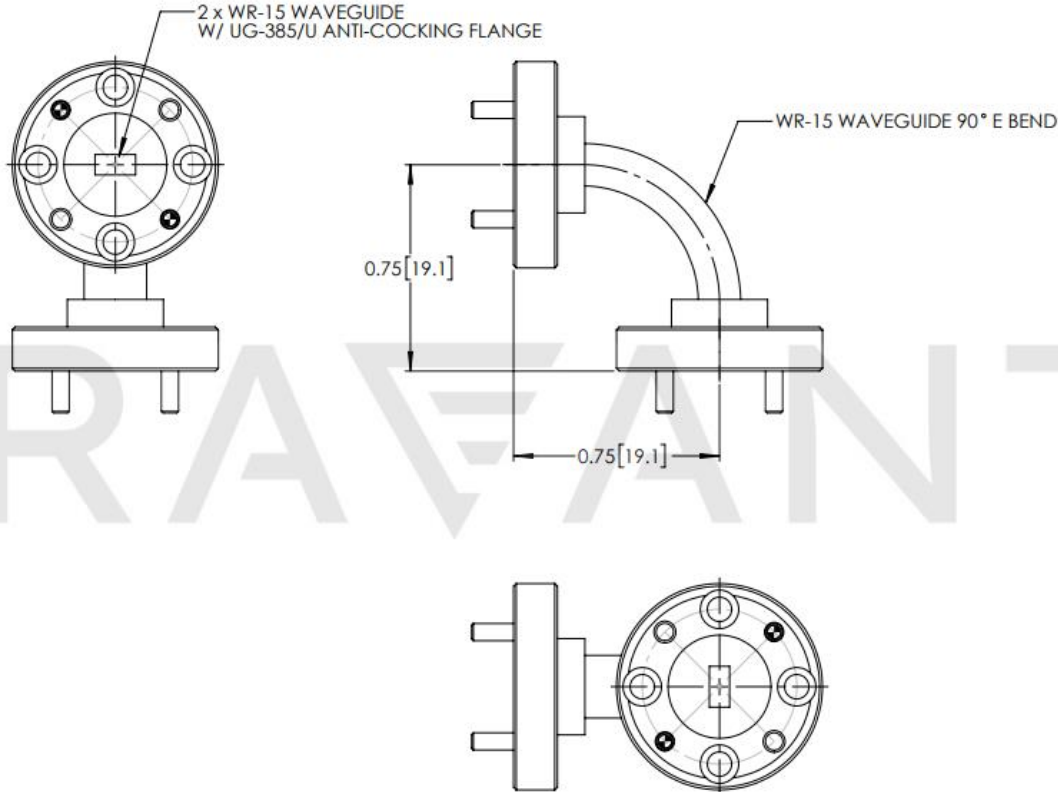 2 x WR-15 WAVEGUIDE
W/ UG-385/U ANTI-COCKING FLANGE
WR-15 WAVEGUIDE 90° E BEND
0.75[19.1]
0.75[19.1]
RAVANT